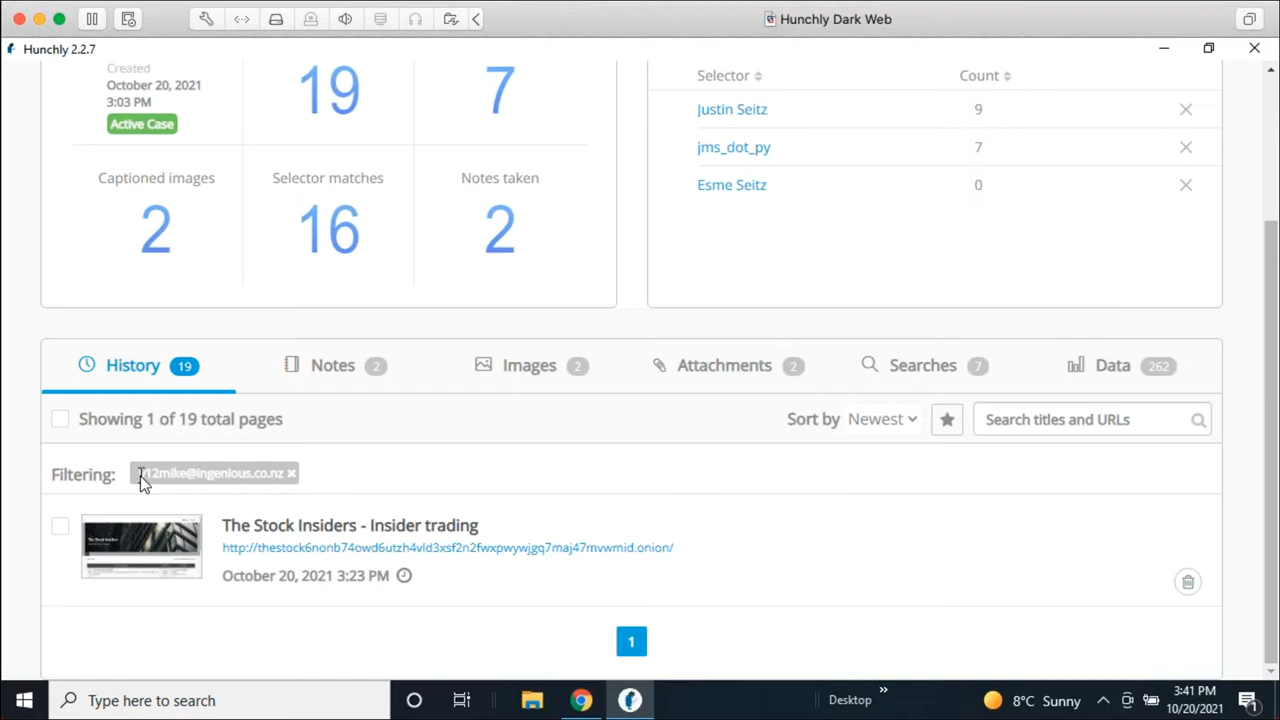 Hunchly Dark Web
Hunchly 2.2.7
Created
October 20, 2021
3:03 PM
Active Case
19
7
Captioned images
2
Selector matches
16
Notes taken
2
Selector Count
Justin Seitz 9
jms_dot_py 7
Esme Seitz 0
History 19 Notes 2 Images 2 Attachments 2 Searches 7 Data 262
Showing 1 of 19 total pages Sort by Newest Search titles and URLs
Filtering:
The Stock Insiders - Insider trading
http://thestock6nonb74owd6utzh4vld3xsf2n2fwxpwywjgq7maj47mvwmid.onion/
October 20, 2021 3:23 PM
1
Type here to search Desktop 8°C Sunny 3:41 PM
10/20/2021 1